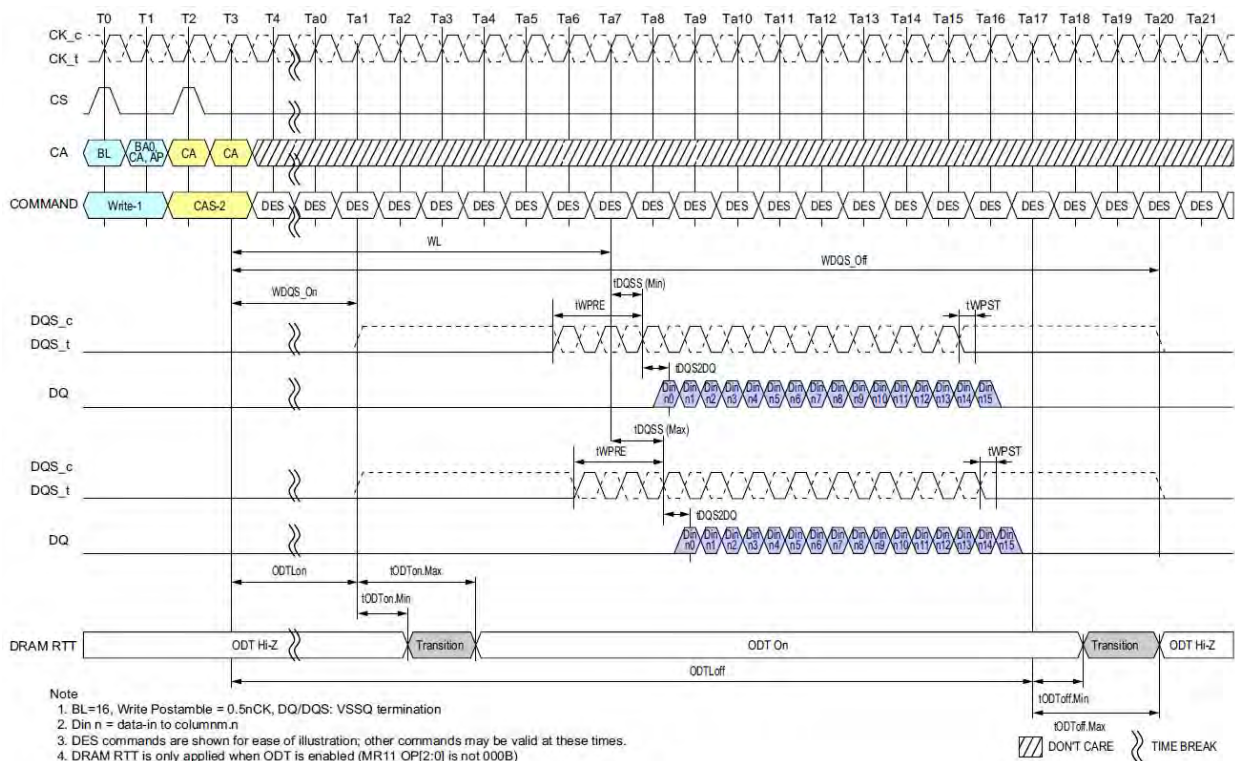 T0 T1 T2 T3 T4 Ta0 Ta1 Ta2 Ta3 Ta4 Ta5 Ta6 Ta7 Ta8 Ta9 Ta10 Ta11 Ta12 Ta13 Ta14 Ta15 Ta16 Ta17 Ta18 Ta19 Ta20 Ta21
CK_c
CK_t
CS
CA BL BA0, CA, AP CA CA
COMMAND Write-1 CAS-2 DES DES DES DES DES DES DES DES DES DES DES DES DES DES DES DES DES DES DES DES DES DES DES
WL
WDQS_Off
WDQS_On
tDQSS (Min)
tWPRE
tWPST
DQS_c
DQS_t
tDQS2DQ
DQ Din n0 Din n1 Din n2 Din n3 Din n4 Din n5 Din n6 Din n7 Din n8 Din n9 Din n10 Din n11 Din n12 Din n13 Din n14 Din n15
tDQSS (Max)
tWPRE
tWPST
DQS_c
DQS_t
tDQS2DQ
DQ Din n0 Din n1 Din n2 Din n3 Din n4 Din n5 Din n6 Din n7 Din n8 Din n9 Din n10 Din n11 Din n12 Din n13 Din n14 Din n15
ODTLon
tODTon.Max
tODTon.Min
DRAM RTT ODT Hi-Z Transition ODT On Transition ODT Hi-Z
ODTLoff
tODToff.Min
tODToff.Max
Note
1. BL=16, Write Postamble = 0.5nCK, DQ/DQS: VSSQ termination
2. Din n = data-in to columnm.n
3. DES commands are shown for ease of illustration; other commands may be valid at these times.
4. DRAM RTT is only applied when ODT is enabled (MR11 OP[2:0] is not 000B)
DON'T CARE TIME BREAK